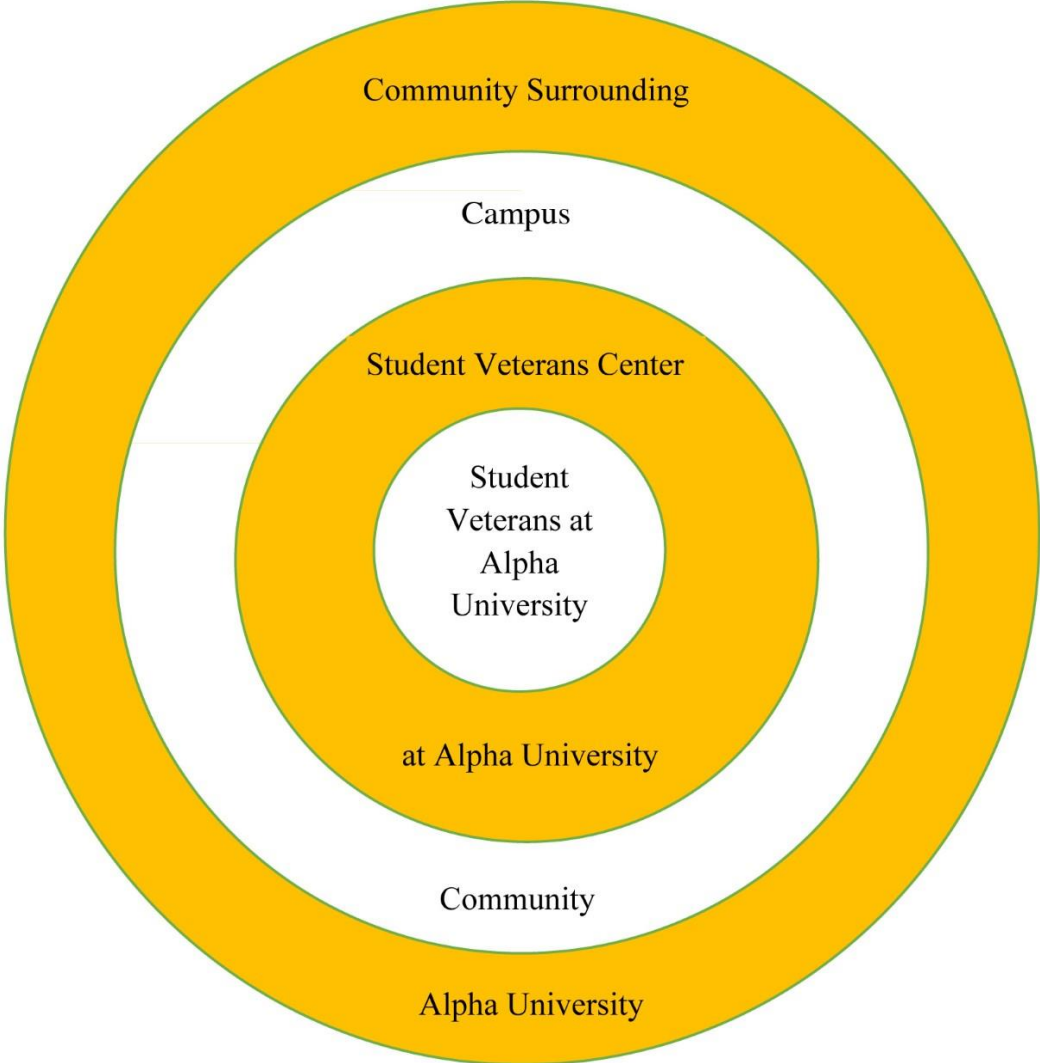 Community Surrounding
Campus
Student Veterans Center
Student
Veterans at
Alpha
University
at Alpha University
Community
Alpha University